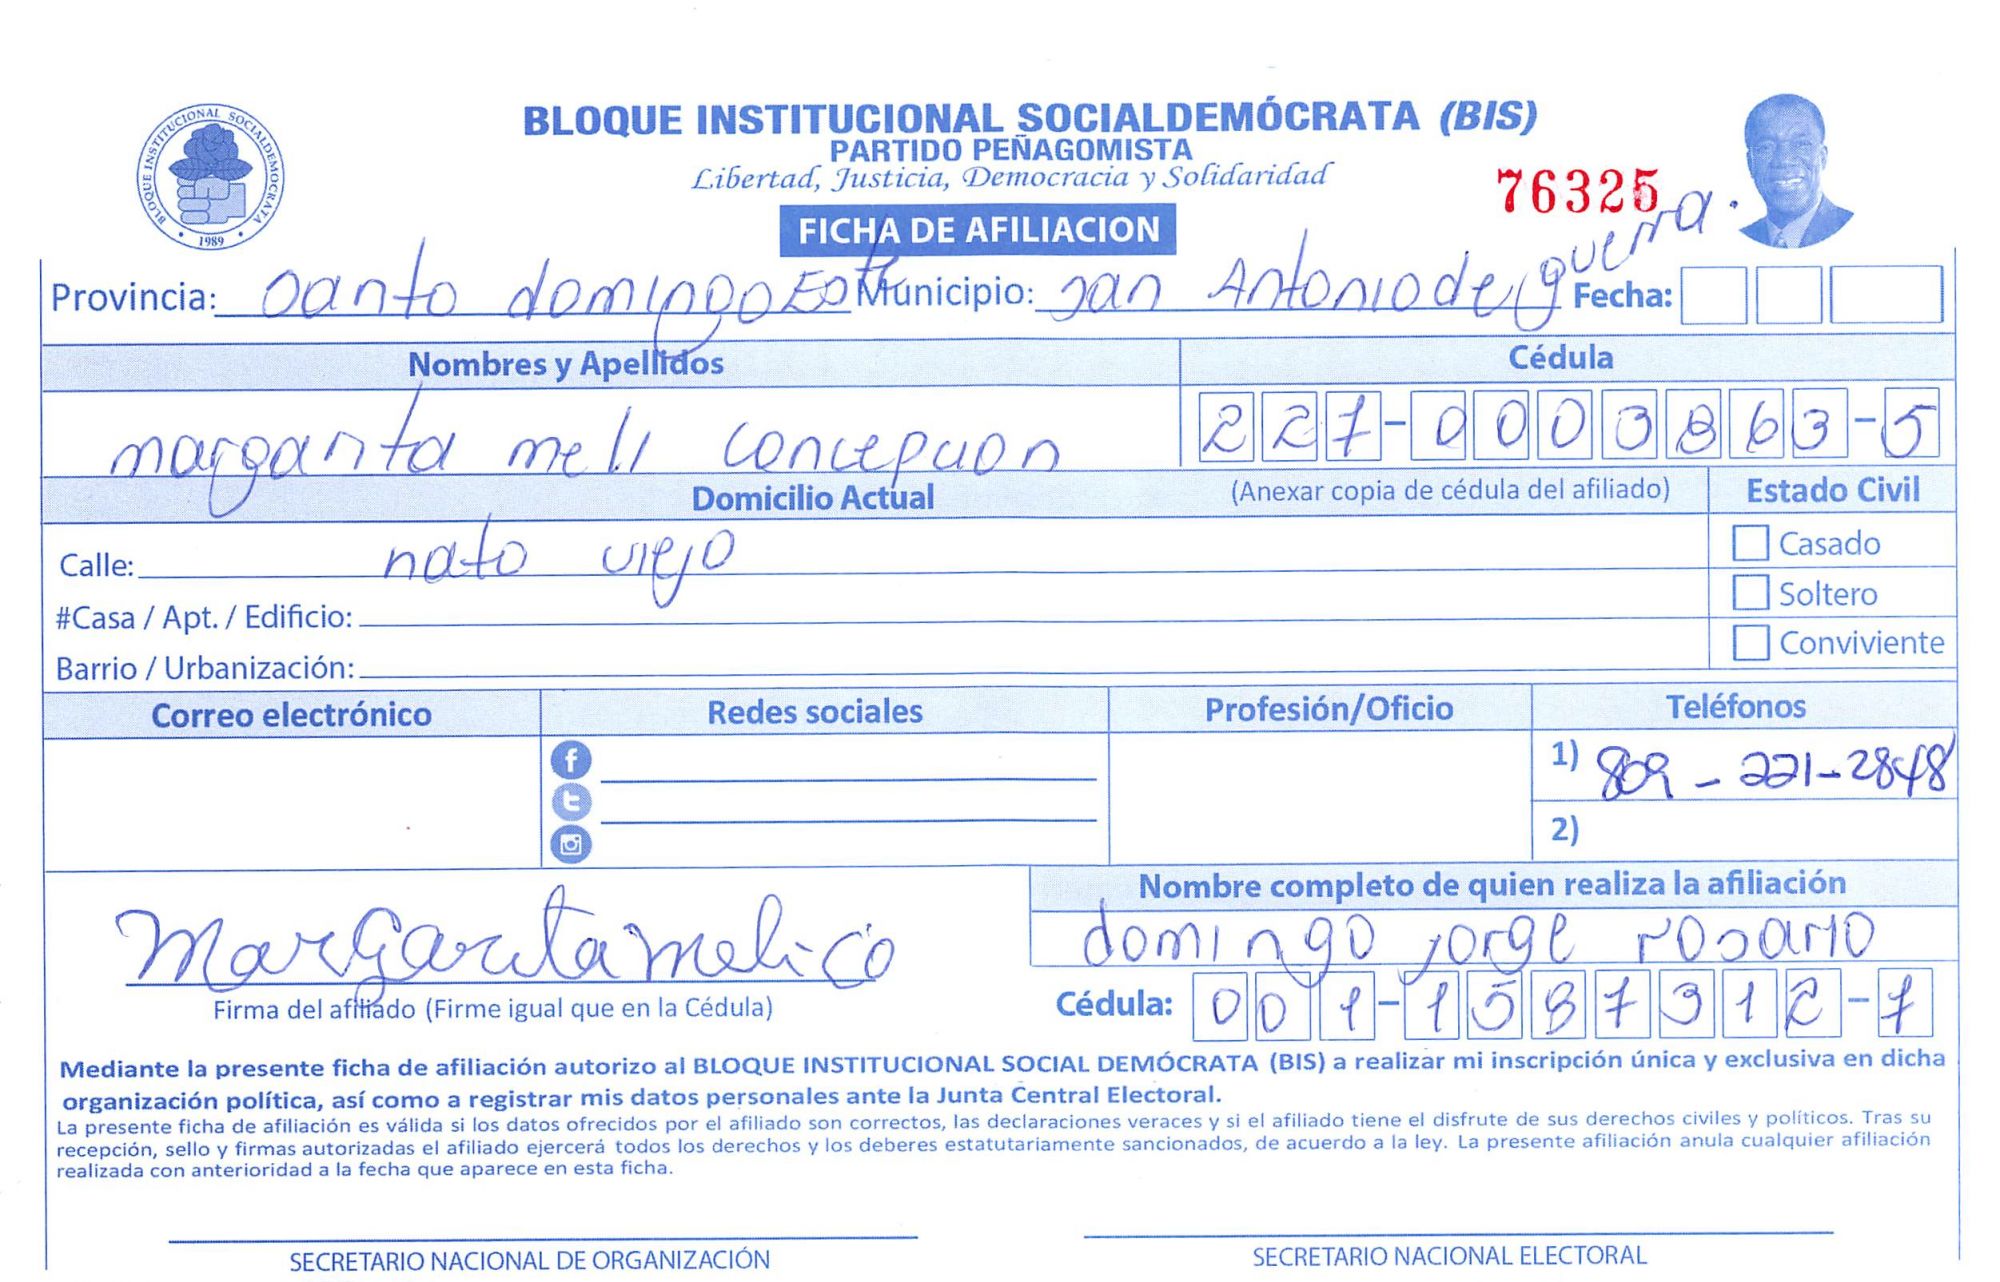 BLOQUE INSTITUCIONAL SOCIALDEMÓCRATA (BIS)
PARTIDO PEÑAGOMISTA
Libertad, Justicia, Democracia y Solidaridad
BLOQUE INSTITUCIONAL SOCIALDEMOCRATA
• 1989 •
76325
FICHA DE AFILIACION
Provincia: Santo domingo Este Municipio: San Antonio de guerra. Fecha:
Nombres y Apellidos Cédula
margarita meli concepcion 227-0003863-5
Domicilio Actual (Anexar copia de cédula del afiliado) Estado Civil
Calle: hato viejo Casado
#Casa / Apt. / Edificio: Soltero
Barrio / Urbanización: Conviviente
Correo electrónico Redes sociales Profesión/Oficio Teléfonos
1) 809-221-2848
2)
Nombre completo de quien realiza la afiliación
domingo jorge rosario
Margarita meli co
Firma del afiliado (Firme igual que en la Cédula) Cédula: 001-1587312-1
Mediante la presente ficha de afiliación autorizo al BLOQUE INSTITUCIONAL SOCIAL DEMÓCRATA (BIS) a realizar mi inscripción única y exclusiva en dicha
organización política, así como a registrar mis datos personales ante la Junta Central Electoral.
La presente ficha de afiliación es válida si los datos ofrecidos por el afiliado son correctos, las declaraciones veraces y si el afiliado tiene el disfrute de sus derechos civiles y políticos. Tras su
recepción, sello y firmas autorizadas el afiliado ejercerá todos los derechos y los deberes estatutariamente sancionados, de acuerdo a la ley. La presente afiliación anula cualquier afiliación
realizada con anterioridad a la fecha que aparece en esta ficha.
SECRETARIO NACIONAL DE ORGANIZACIÓN SECRETARIO NACIONAL ELECTORAL